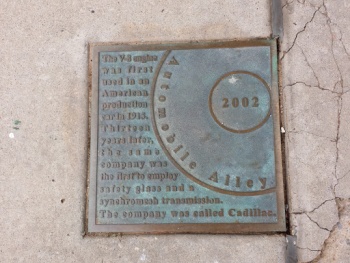 The V-8 engine
was first
used in an
American
production
car in 1915.
Thirteen
years later,
the same
company was
the first to employ
safety glass and a
synchromesh transmission.
The company was called Cadillac.
Automobile Alley
2002